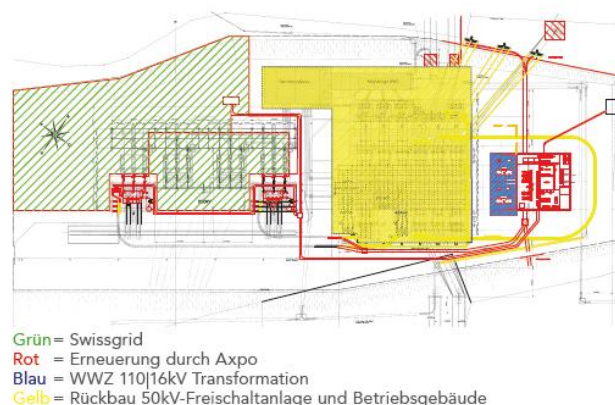 Grün = Swissgrid
Rot = Erneuerung durch Axpo
Blau = WWZ 110|16kV Transformation
Gelb = Rückbau 50kV-Freischaltanlage und Betriebsgebäude